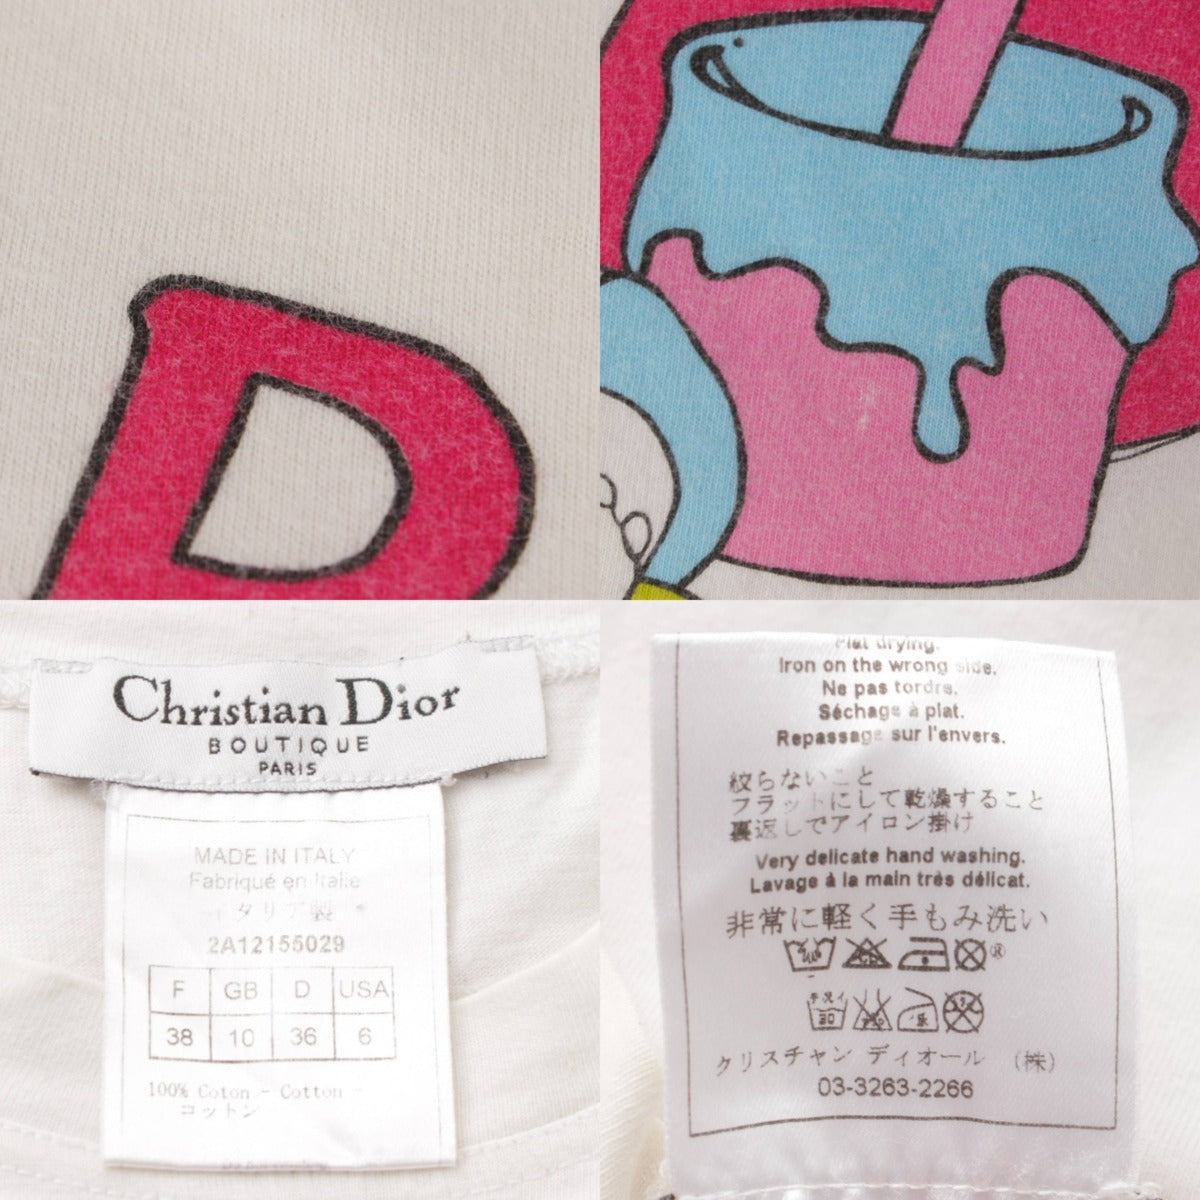 D
Christian Dior
BOUTIQUE
PARIS
MADE IN ITALY
Fabriqué en Italie
イタリア製
2A12155029
F GB D USA
38 10 36 6
100% Coton - Cotton -
コットン
Flat drying.
Iron on the wrong side.
Ne pas tordre.
Séchage à plat.
Repassage sur l'envers.
絞らないこと
フラットにして乾燥すること
裏返しでアイロン掛け
Very delicate hand washing.
Lavage à la main très délicat.
非常に軽く手もみ洗い
®
クリスチャン ディオール (株)
03-3263-2266